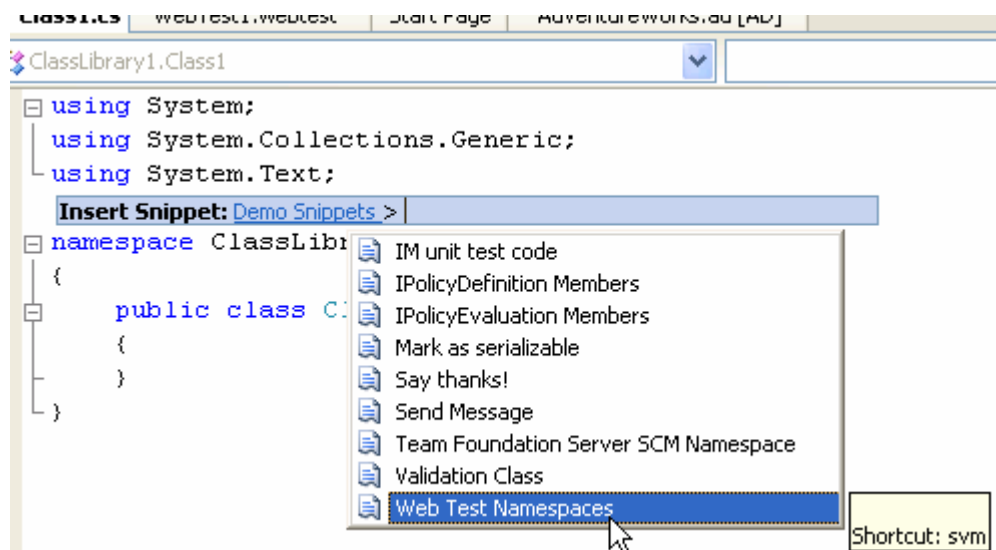 Class1.cs WebTest1.webtest Start Page AdventureWorks.ad [AD]
ClassLibrary1.Class1
using System;
using System.Collections.Generic;
using System.Text;
Insert Snippet: Demo Snippets >
namespace ClassLibr
{
public class Cl
{
}
}
IM unit test code
IPolicyDefinition Members
IPolicyEvaluation Members
Mark as serializable
Say thanks!
Send Message
Team Foundation Server SCM Namespace
Validation Class
Web Test Namespaces
Shortcut: svm